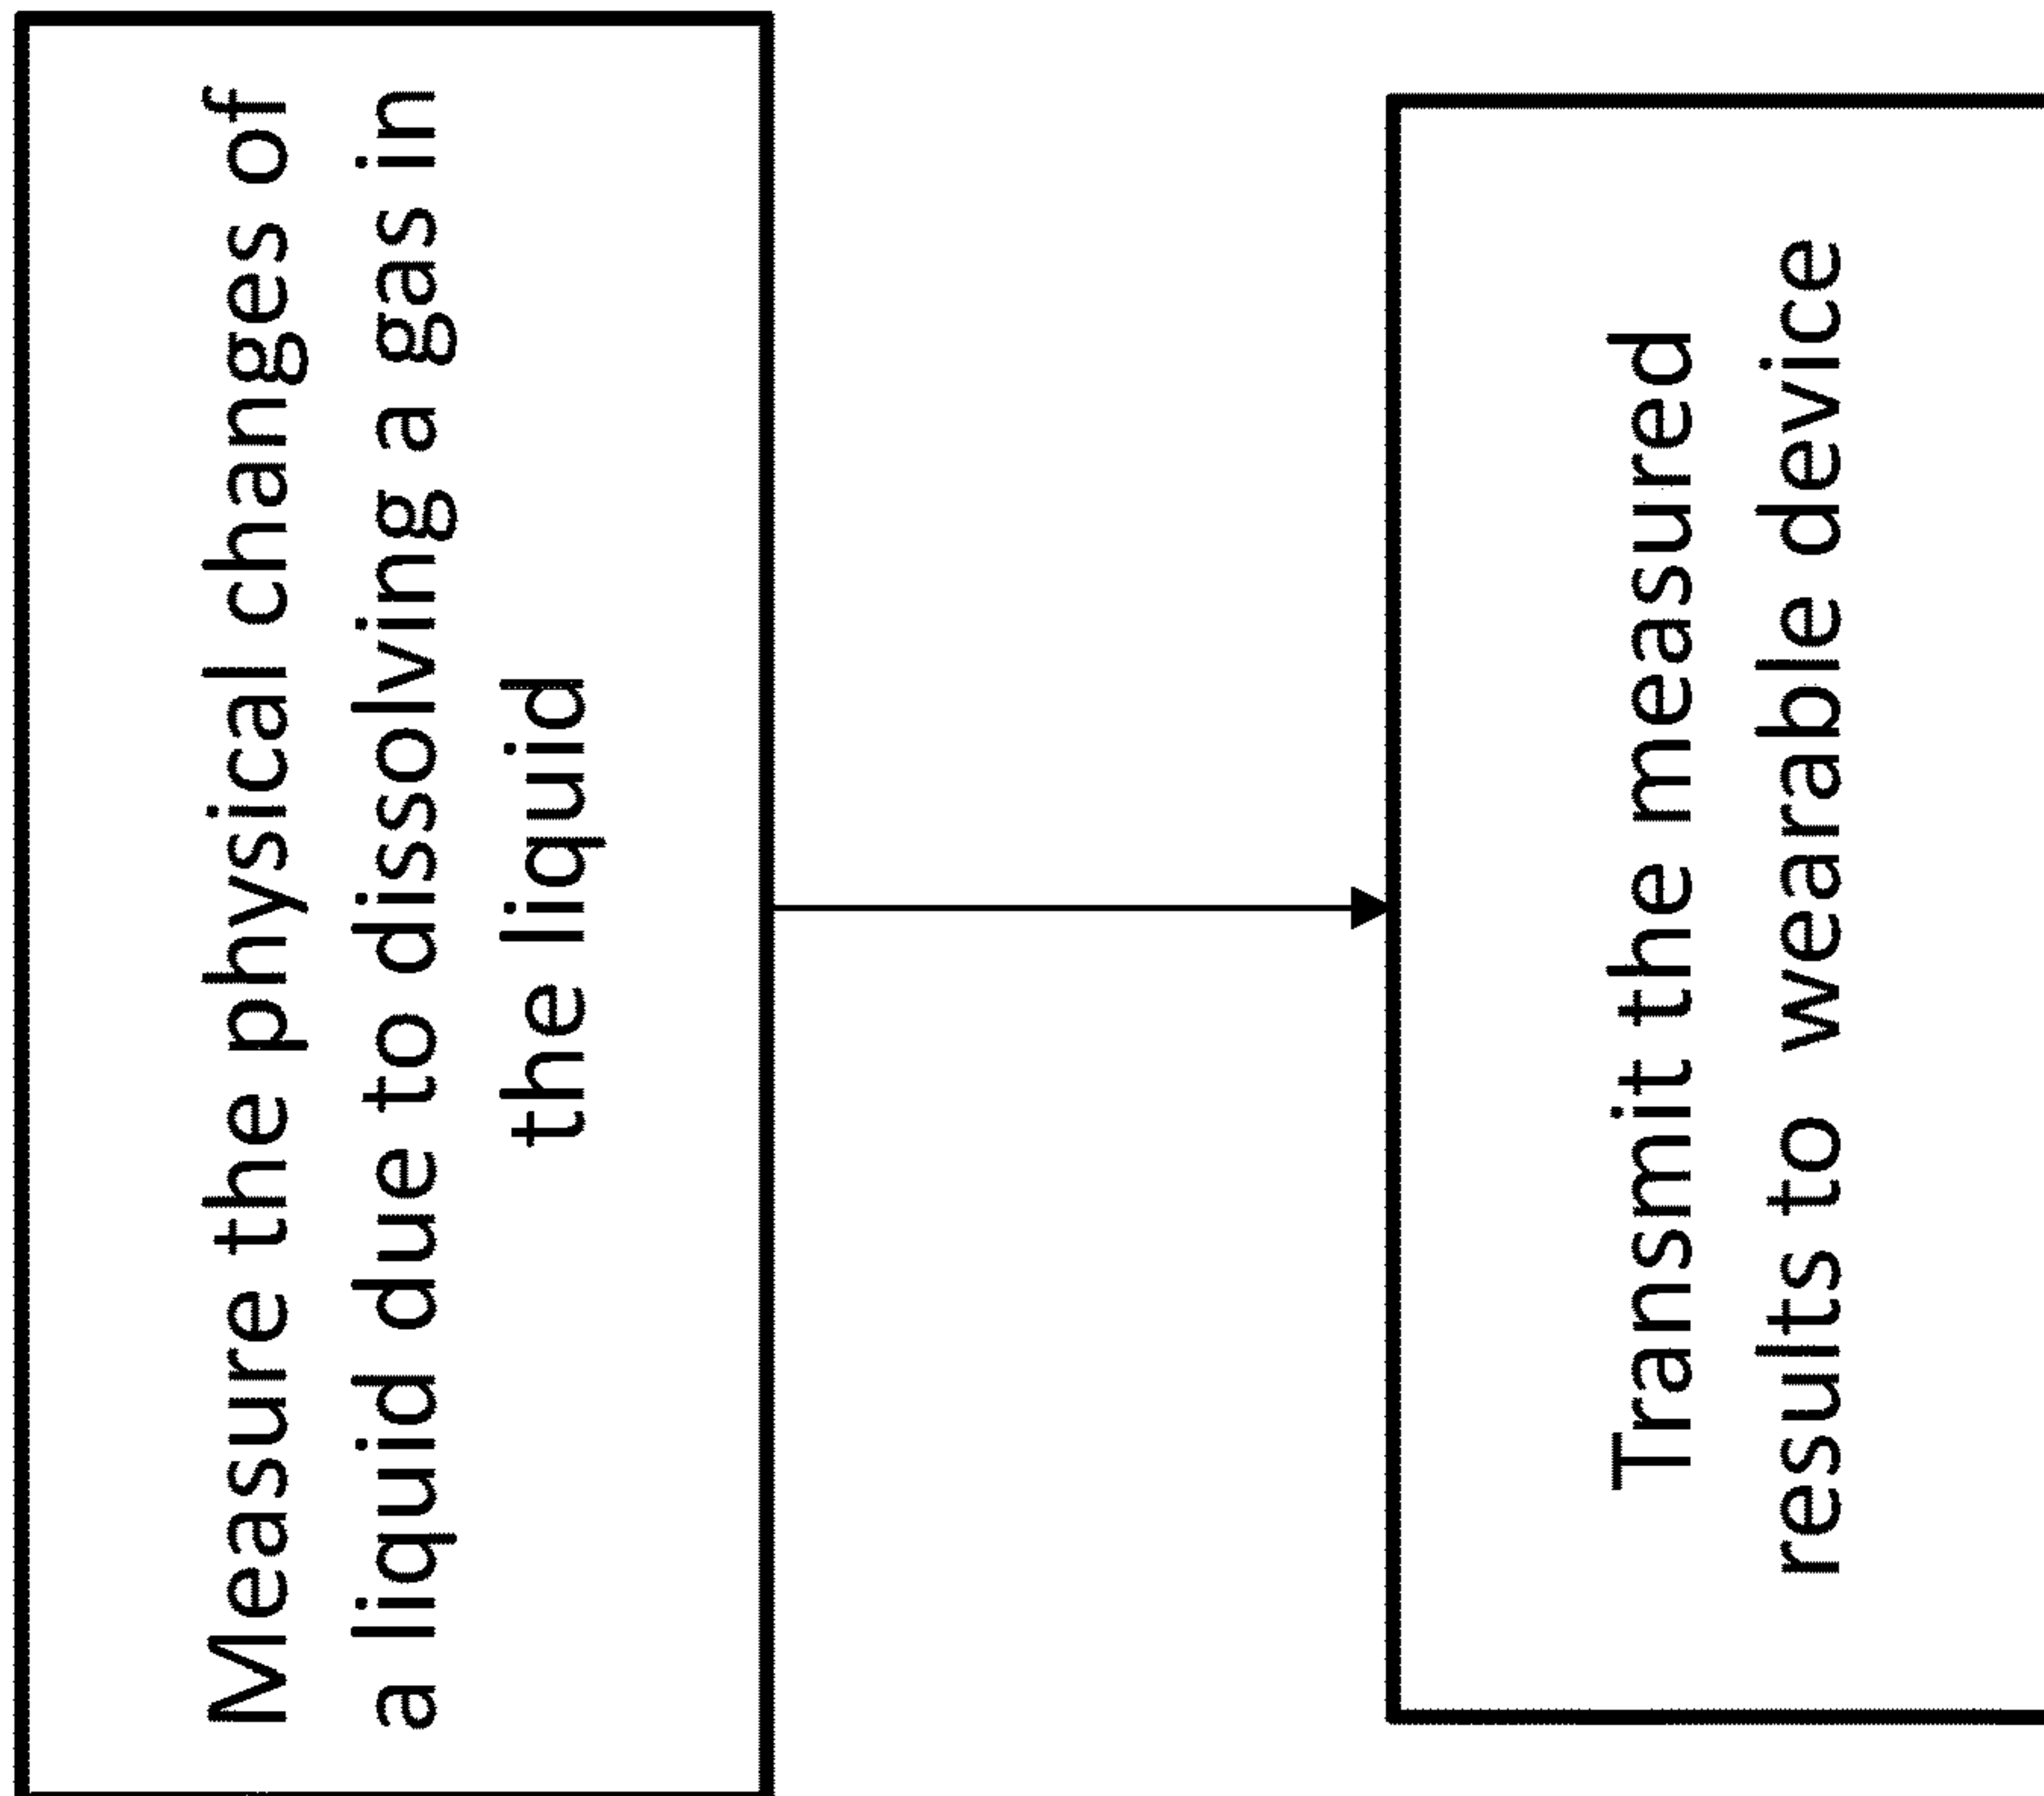 Measure the physical changes of
a liquid due to dissolving a gas in
the liquid
Transmit the measured
results to wearable device